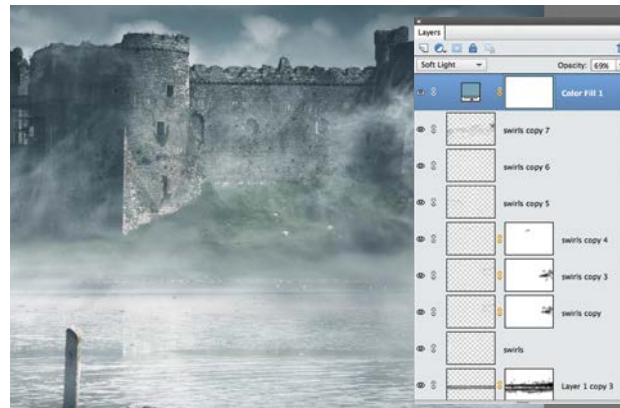 Layers
Soft Light
Opacity: 69%
Color Fill 1
swirls copy 7
swirls copy 6
swirls copy 5
swirls copy 4
swirls copy 3
swirls copy
swirls
Layer 1 copy 3